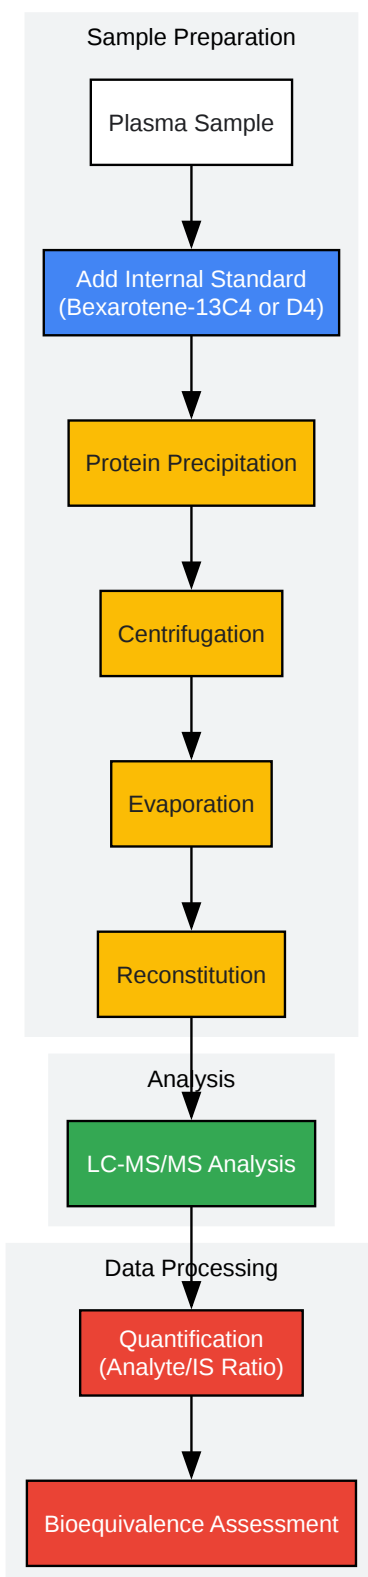 Sample Preparation
Plasma Sample
Add Internal Standard
(Bexarotene-13C4 or D4)
Protein Precipitation
Centrifugation
Evaporation
Reconstitution
Analysis
LC-MS/MS Analysis
Data Processing
Quantification
(Analyte/IS Ratio)
Bioequivalence Assessment